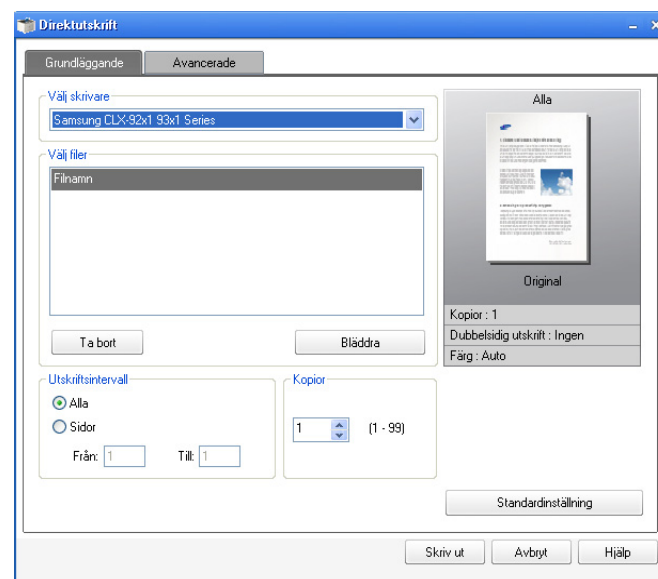 Direktutskrift
Grundläggande Avancerade
Välj skrivare
Samsung CLX-92x1 93x1 Series
Välj filer
Filnamn
Ta bort Bläddra
Utskriftsintervall
Alla
Sidor
Från: 1 Till: 1
Kopior
1 (1 - 99)
Alla
Original
Kopior : 1
Dubbelsidig utskrift : Ingen
Färg : Auto
Standardinställning
Skriv ut Avbryt Hjälp